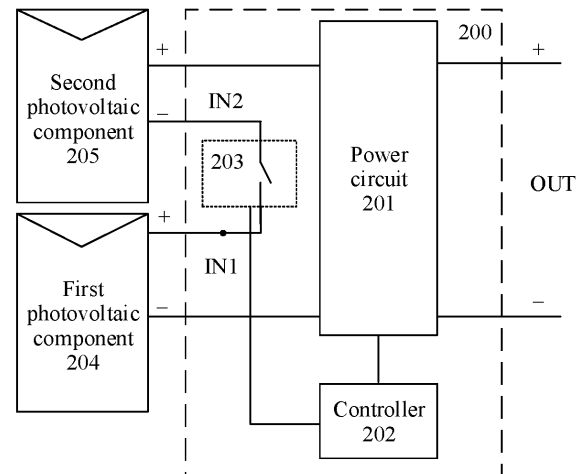 200
+
+
Second
photovoltaic
component
205
IN2
–
203
Power
circuit
201
OUT
+
IN1
First
photovoltaic
component
204
–
–
Controller
202